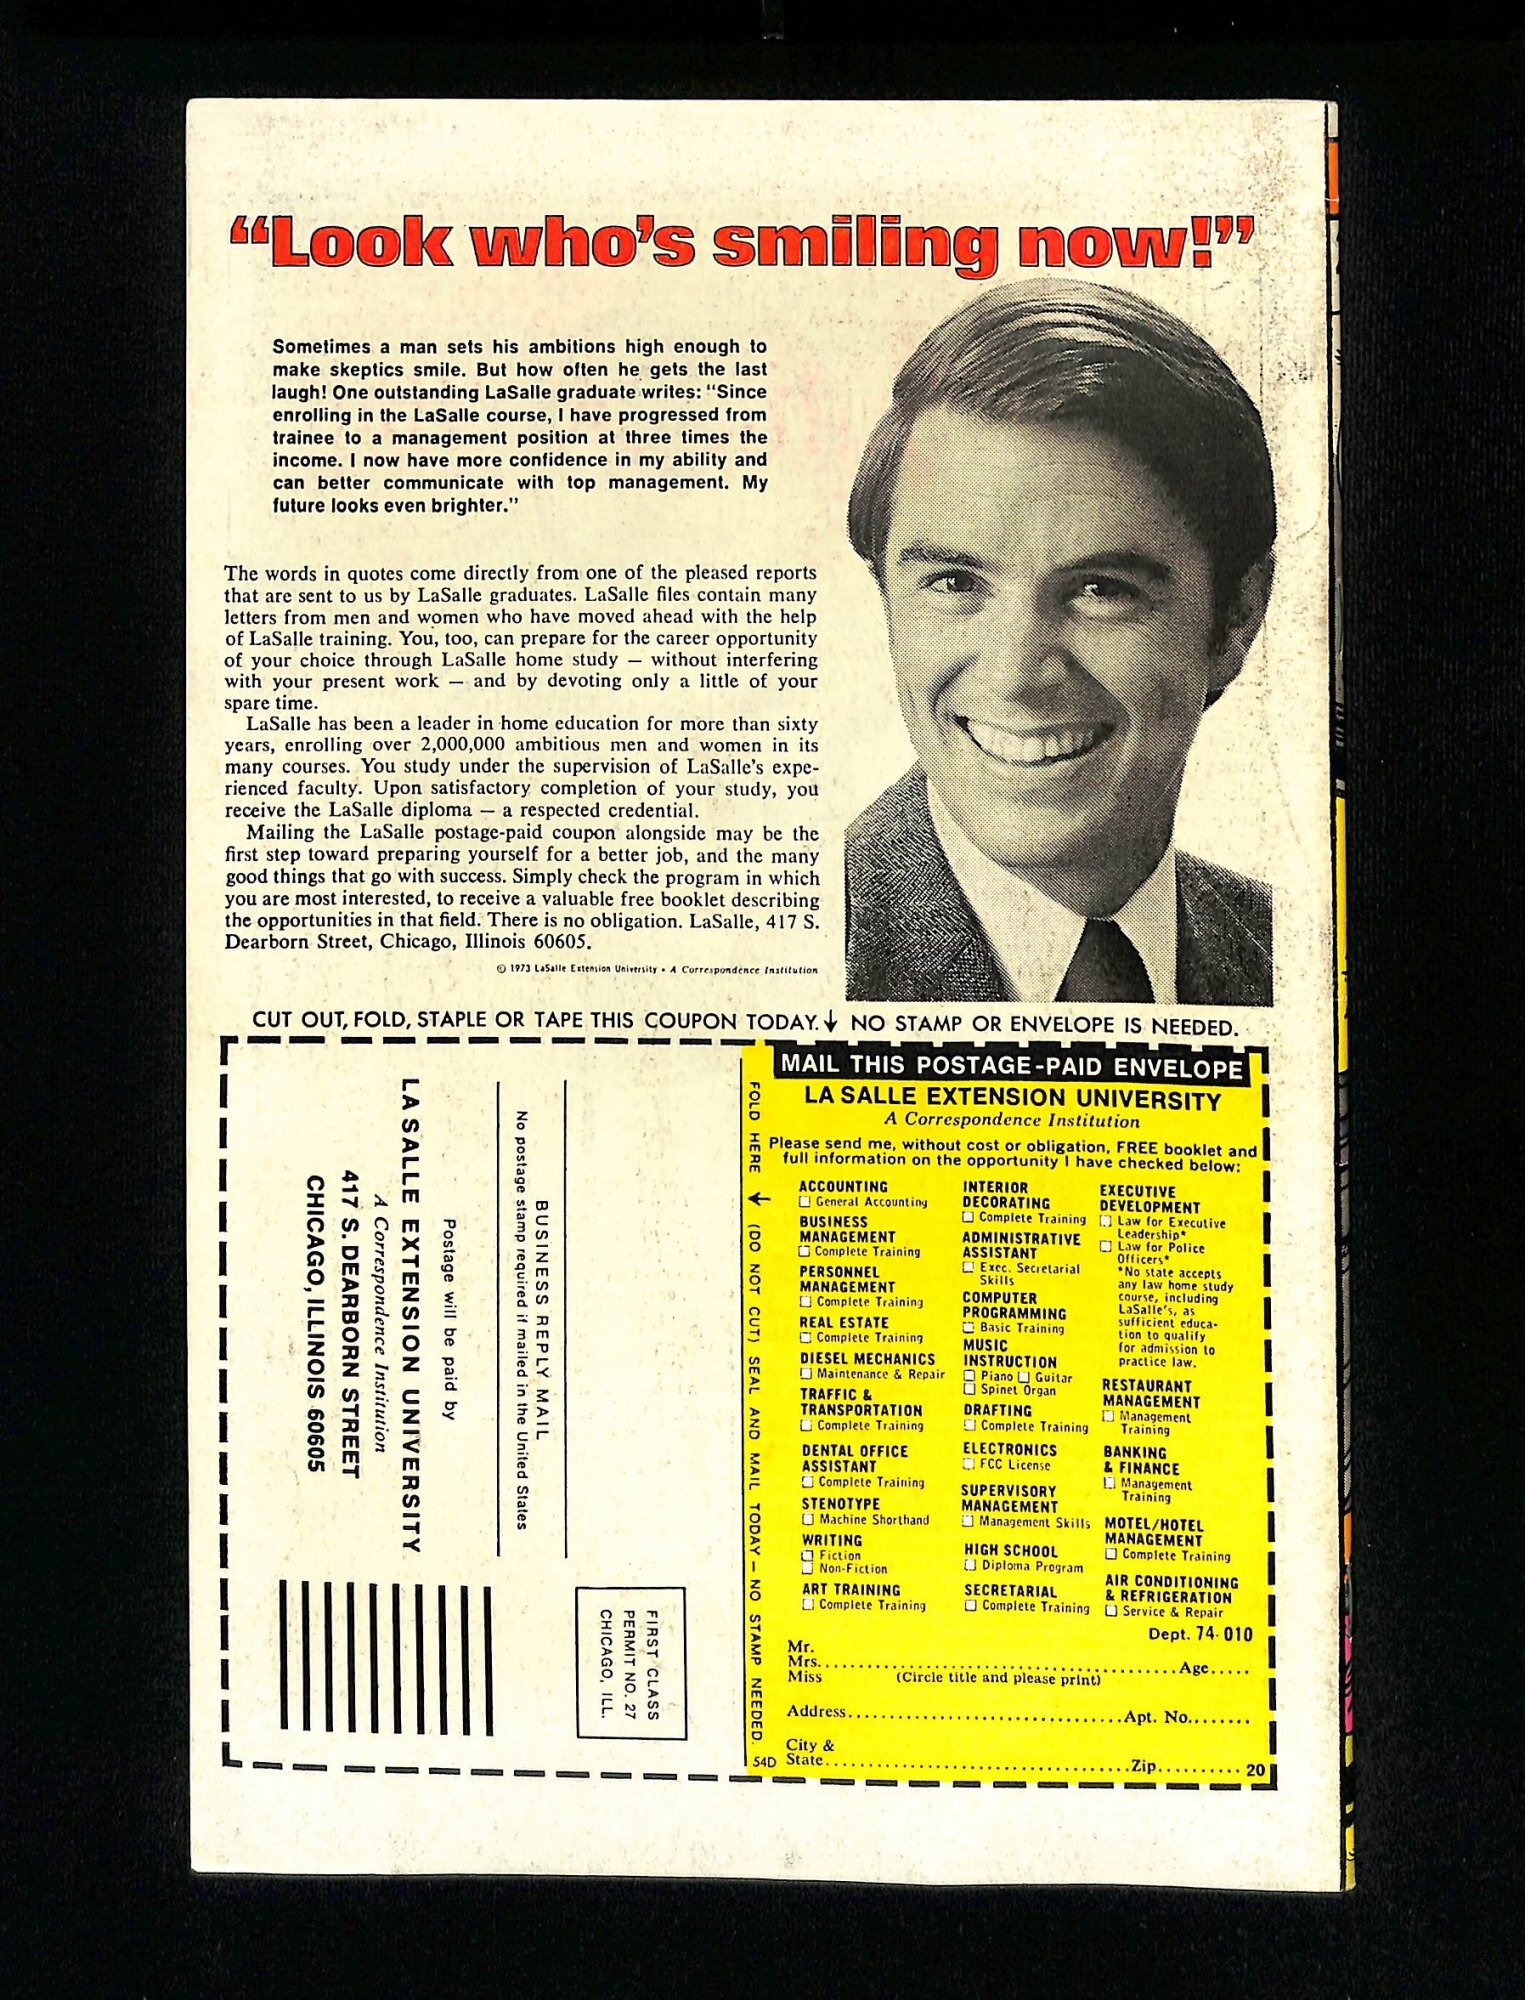 “Look who’s smiling now!”
Sometimes a man sets his ambitions high enough to
make skeptics smile. But how often he gets the last
laugh! One outstanding LaSalle graduate writes: “Since
enrolling in the LaSalle course, I have progressed from
trainee to a management position at three times the
income. I now have more confidence in my ability and
can better communicate with top management. My
future looks even brighter.”
The words in quotes come directly from one of the pleased reports
that are sent to us by LaSalle graduates. LaSalle files contain many
letters from men and women who have moved ahead with the help
of LaSalle training. You, too, can prepare for the career opportunity
of your choice through LaSalle home study — without interfering
with your present work — and by devoting only a little of your
spare time.
LaSalle has been a leader in home education for more than sixty
years, enrolling over 2,000,000 ambitious men and women in its
many courses. You study under the supervision of LaSalle’s expe-
rienced faculty. Upon satisfactory completion of your study, you
receive the LaSalle diploma — a respected credential.
Mailing the LaSalle postage-paid coupon alongside may be the
first step toward preparing yourself for a better job, and the many
good things that go with success. Simply check the program in which
you are most interested, to receive a valuable free booklet describing
the opportunities in that field. There is no obligation. LaSalle, 417 S.
Dearborn Street, Chicago, Illinois 60605.
© 1973 LaSalle Extension University • A Correspondence Institution
CUT OUT, FOLD, STAPLE OR TAPE THIS COUPON TODAY.↓ NO STAMP OR ENVELOPE IS NEEDED.
FIRST CLASS
PERMIT NO. 27
CHICAGO, ILL.
BUSINESS REPLY MAIL
No postage stamp required if mailed in the United States
Postage will be paid by
LA SALLE EXTENSION UNIVERSITY
A Correspondence Institution
417 S. DEARBORN STREET
CHICAGO, ILLINOIS 60605
FOLD HERE ↓ (DO NOT CUT) SEAL AND MAIL TODAY — NO STAMP NEEDED.
MAIL THIS POSTAGE-PAID ENVELOPE
LA SALLE EXTENSION UNIVERSITY
A Correspondence Institution
Please send me, without cost or obligation, FREE booklet and
full information on the opportunity I have checked below:
ACCOUNTING
☐ General Accounting
BUSINESS
MANAGEMENT
☐ Complete Training
PERSONNEL
MANAGEMENT
☐ Complete Training
REAL ESTATE
☐ Complete Training
DIESEL MECHANICS
☐ Maintenance & Repair
TRAFFIC &
TRANSPORTATION
☐ Complete Training
DENTAL OFFICE
ASSISTANT
☐ Complete Training
STENOTYPE
☐ Machine Shorthand
WRITING
☐ Fiction
☐ Non-Fiction
ART TRAINING
☐ Complete Training
INTERIOR
DECORATING
☐ Complete Training
ADMINISTRATIVE
ASSISTANT
☐ Exec. Secretarial
Skills
COMPUTER
PROGRAMMING
☐ Basic Training
MUSIC
INSTRUCTION
☐ Piano ☐ Guitar
☐ Spinet Organ
DRAFTING
☐ Complete Training
ELECTRONICS
☐ FCC License
SUPERVISORY
MANAGEMENT
☐ Management Skills
HIGH SCHOOL
☐ Diploma Program
SECRETARIAL
☐ Complete Training
EXECUTIVE
DEVELOPMENT
☐ Law for Executive
Leadership*
☐ Law for Police
Officers*
*No state accepts
any law home study
course, including
LaSalle’s, as
sufficient educa-
tion to qualify
for admission to
practice law.
RESTAURANT
MANAGEMENT
☐ Management
Training
BANKING
& FINANCE
☐ Management
Training
MOTEL/HOTEL
MANAGEMENT
☐ Complete Training
AIR CONDITIONING
& REFRIGERATION
☐ Service & Repair
Dept. 74-010
Mr.
Mrs. Age
Miss (Circle title and please print)
Address Apt. No.
City &
State Zip 20
54D